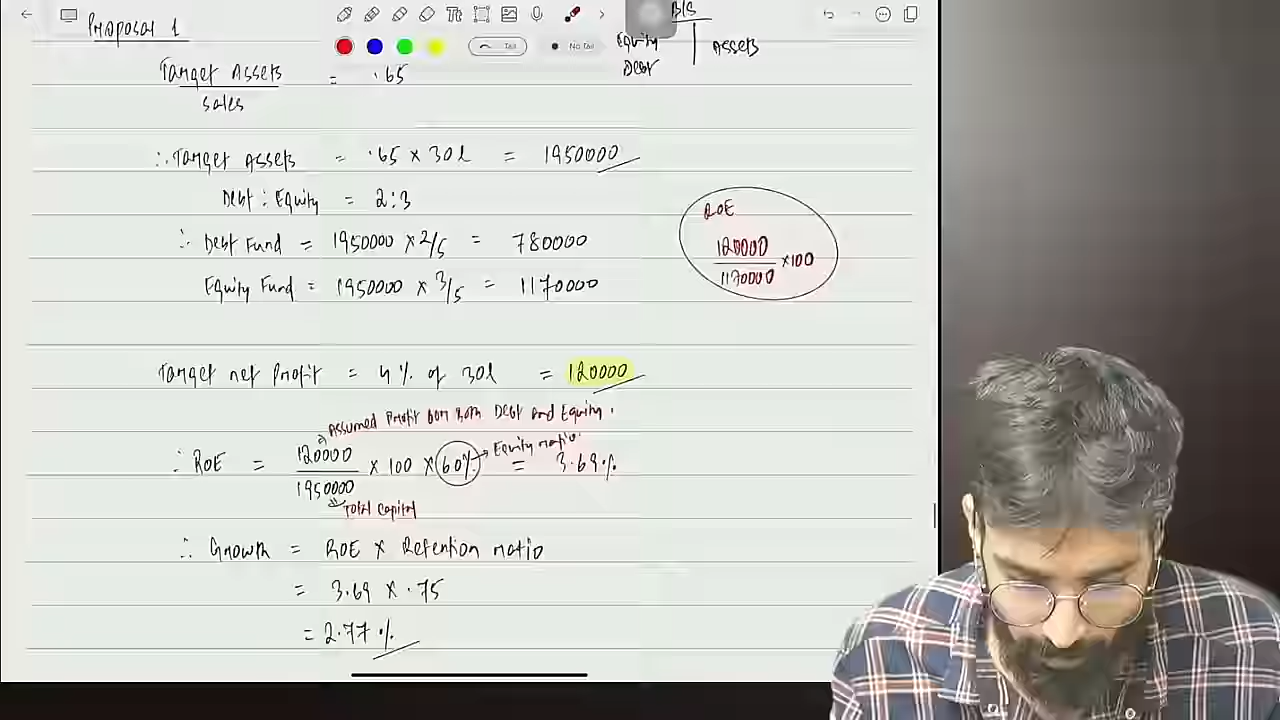 Proposal 1
B/S
Equity Assets
Debt
Target Assets = .65
Sales
∴ Target Assets = .65 × 30l = 1950000
Debt : Equity = 2:3
∴ Debt Fund = 1950000 × 2/5 = 780000
Equity Fund = 1950000 × 3/5 = 1170000
ROE
120000 × 100
1170000
Target net Profit = 4% of 30l = 120000
Assumed Profit for both Debt and Equity.
∴ ROE = 120000 × 100 × 60% → Equity ratio. = 3.69%
1950000
Total Capital
∴ Growth = ROE × Retention ratio
= 3.69 × .75
= 2.77 %